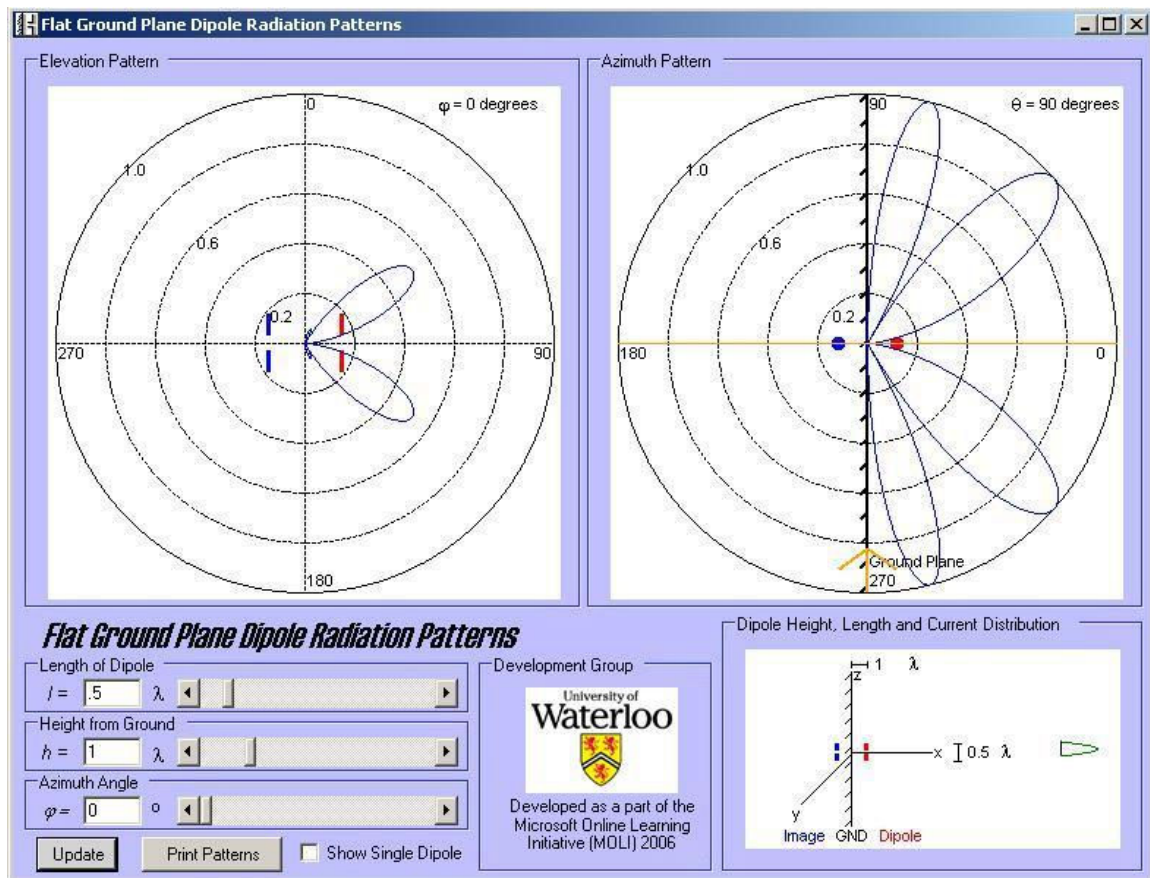 Flat Ground Plane Dipole Radiation Patterns
Elevation Pattern
0
φ = 0 degrees
1.0
0.6
0.2
270
90
180
Azimuth Pattern
90
θ = 90 degrees
1.0
0.6
0.2
180
0
Ground Plane
270
Flat Ground Plane Dipole Radiation Patterns
Length of Dipole
l = .5 λ
Height from Ground
h = 1 λ
Azimuth Angle
φ = 0 °
Update
Print Patterns
Show Single Dipole
Development Group
University of
Waterloo
Developed as a part of the
Microsoft Online Learning
Initiative (MOLI) 2006
Dipole Height, Length and Current Distribution
1 λ
z
x
0.5 λ
y
Image GND Dipole